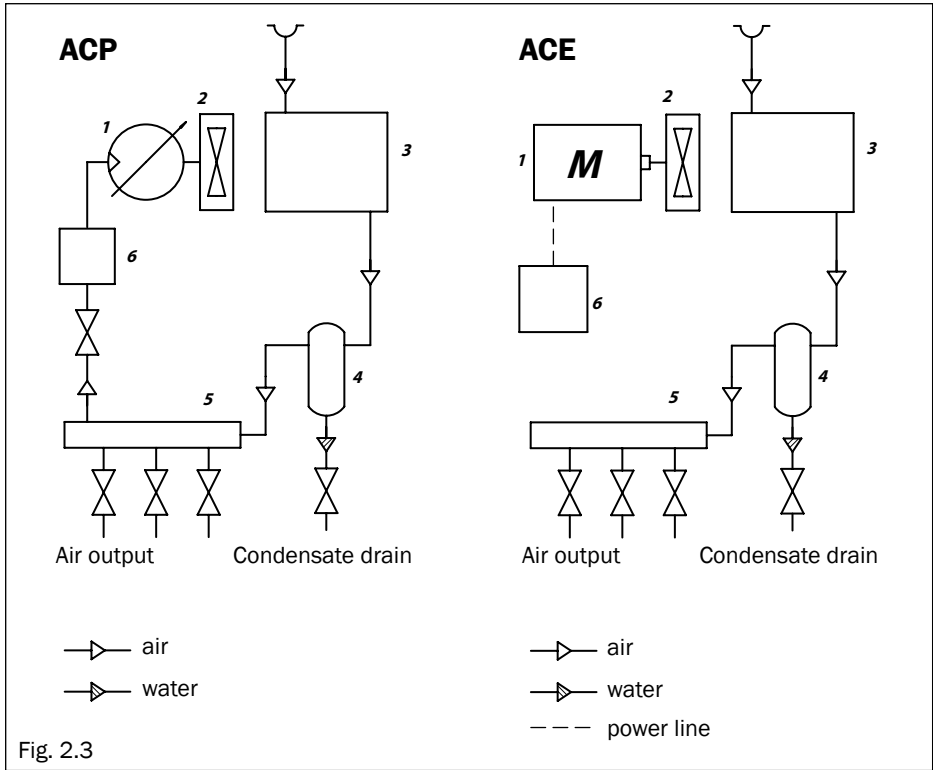 ACP
1
2
3
6
4
5
Air output
Condensate drain
air
water
ACE
1
M
2
3
6
4
5
Air output
Condensate drain
air
water
power line
Fig. 2.3